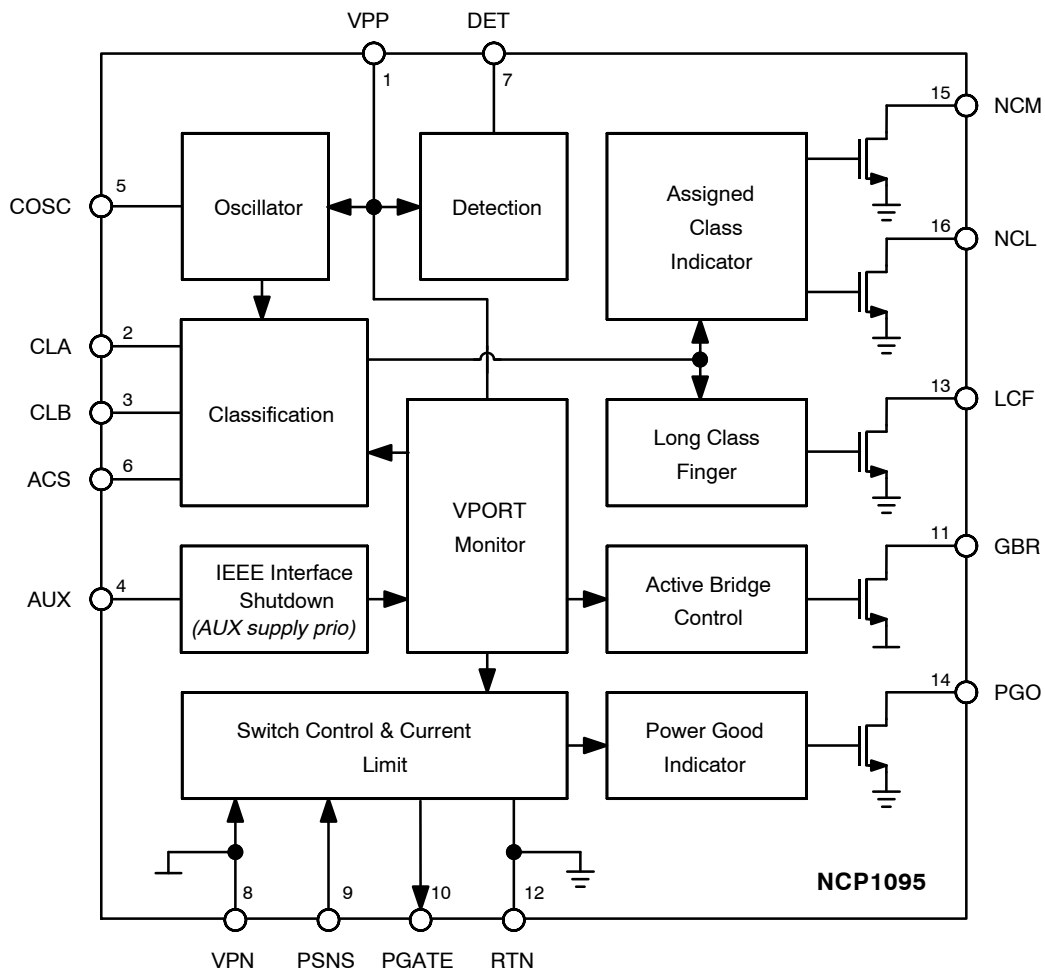 VPP
DET
1
7
15
NCM
COSC
5
Oscillator
Detection
Assigned
Class
Indicator
16
NCL
CLA
2
CLB
3
ACS
6
Classification
13
LCF
Long Class
Finger
VPORT
Monitor
11
GBR
AUX
4
IEEE Interface
Shutdown
(AUX supply prio)
Active Bridge
Control
14
PGO
Switch Control & Current
Limit
Power Good
Indicator
8
9
10
12
NCP1095
VPN
PSNS
PGATE
RTN